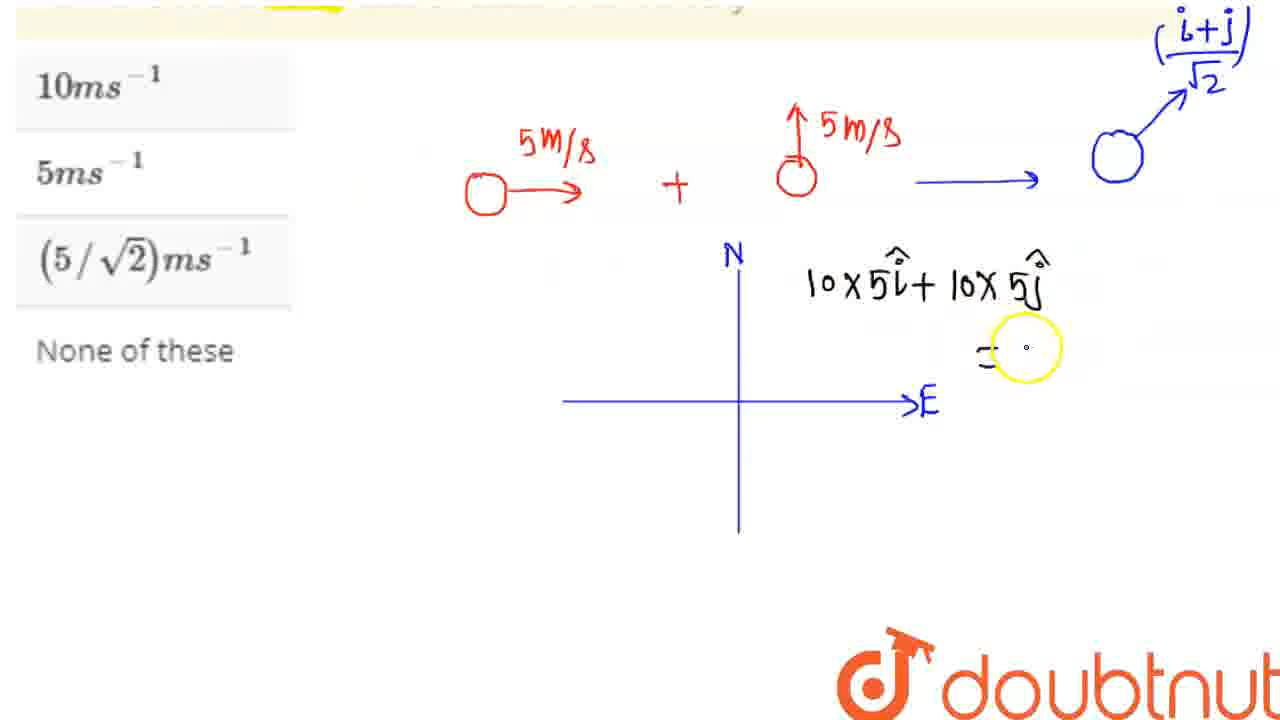 10ms⁻¹
5ms⁻¹
(5/√2)ms⁻¹
None of these
5m/s
+
5m/s
(i+j/√2)
N
10×5î+ 10×5ĵ
=
E
doubtnut